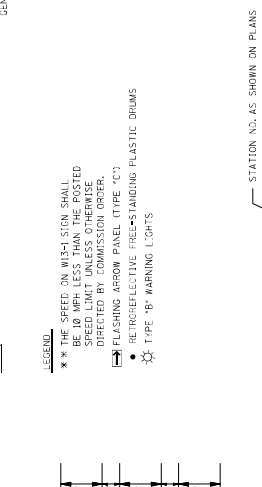 GEN
LEGEND
* * THE SPEED ON W13-1 SIGN SHALL
BE 10 MPH LESS THAN THE POSTED
SPEED LIMIT UNLESS OTHERWISE
DIRECTED BY COMMISSION ORDER.
FLASHING ARROW PANEL (TYPE "C")
RETROREFLECTIVE FREE-STANDING PLASTIC DRUMS
TYPE "B" WARNING LIGHTS
STATION NO. AS SHOWN ON PLANS